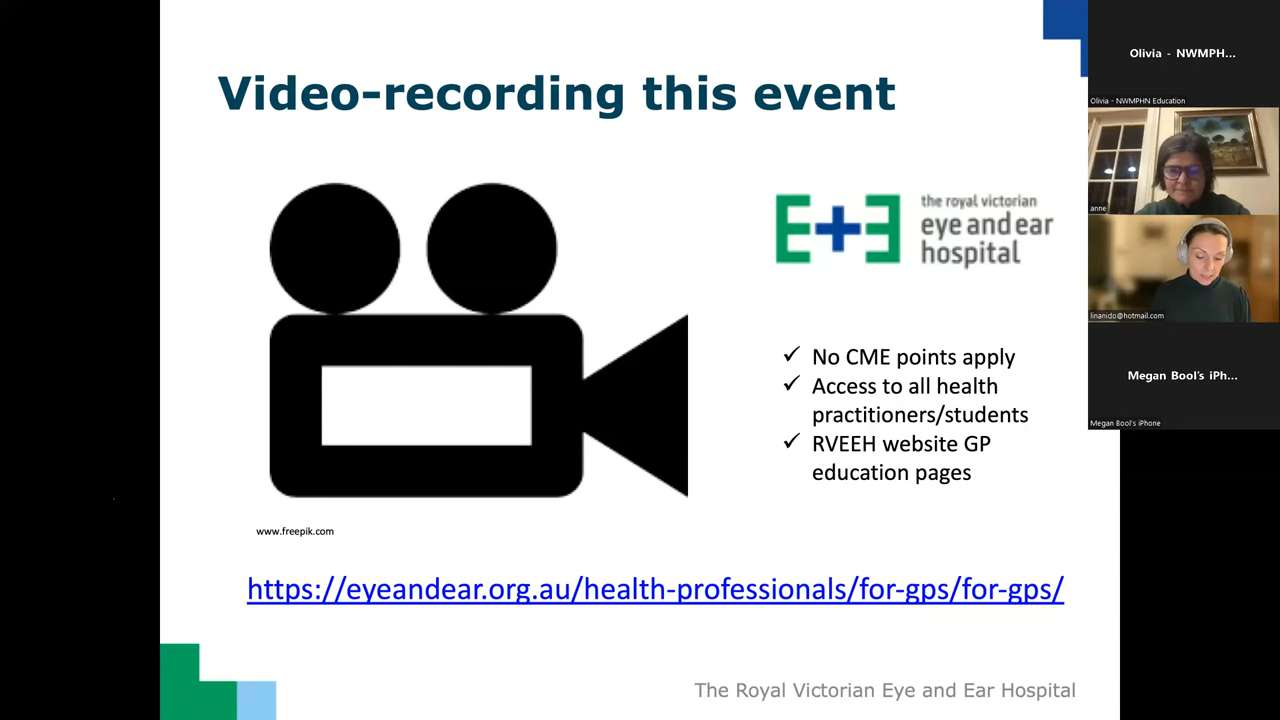 Video-recording this event
the royal victorian
eye and ear
hospital
✓ No CME points apply
✓ Access to all health
practitioners/students
✓ RVEEH website GP
education pages
www.freepik.com
https://eyeandear.org.au/health-professionals/for-gps/for-gps/
The Royal Victorian Eye and Ear Hospital
Olivia - NWMPH...
Olivia - NWMPHN Education
anne
linanido@hotmail.com
Megan Bool's iPh...
Megan Bool's iPhone